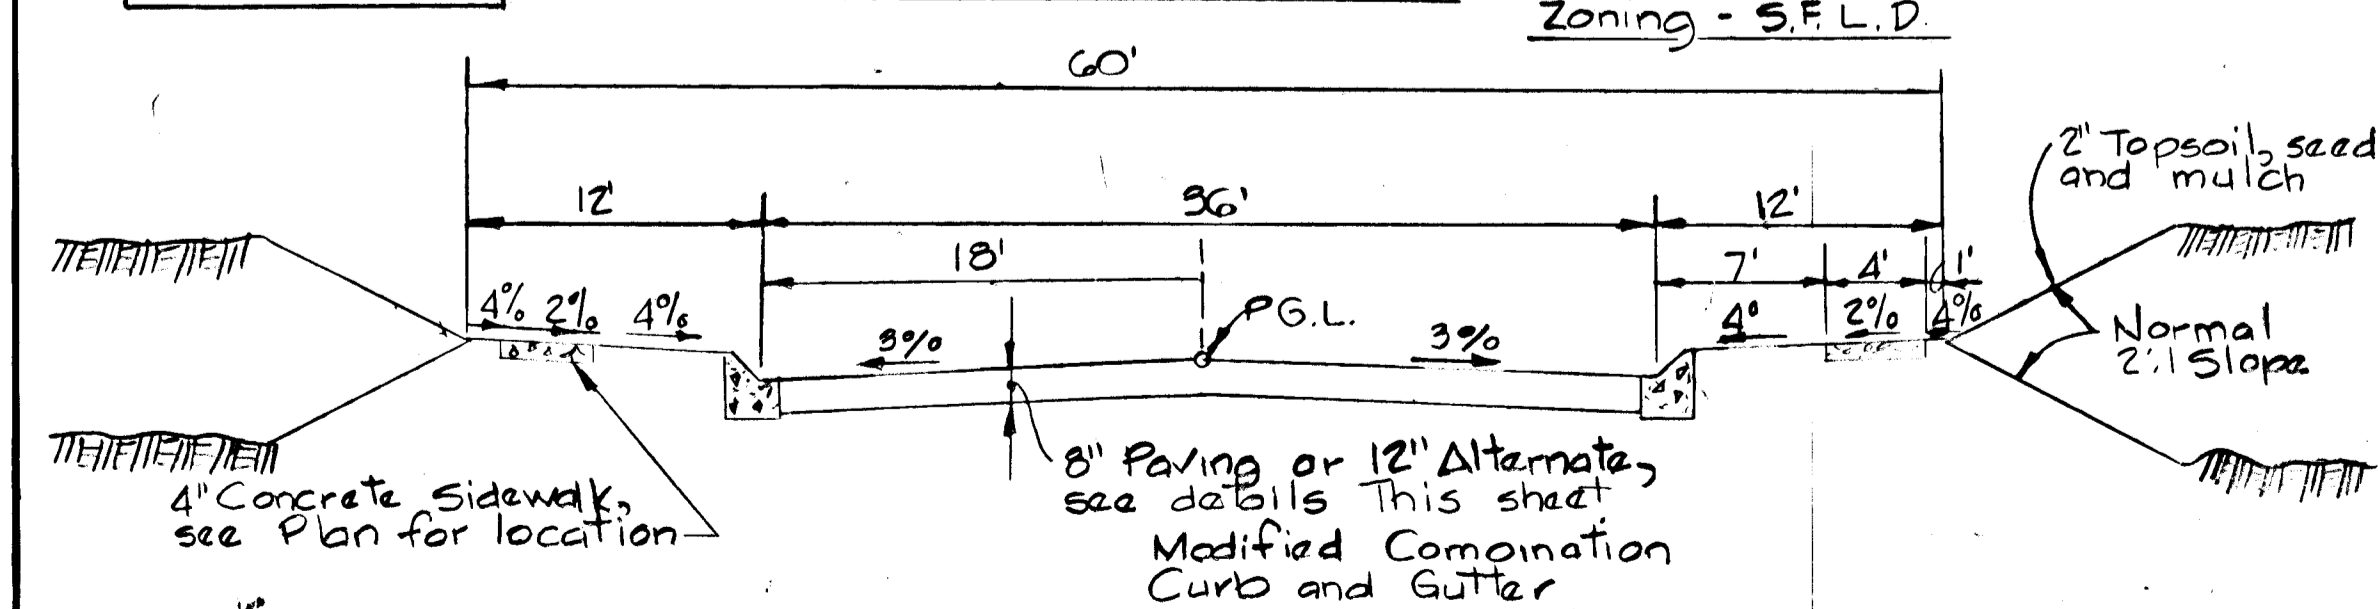 Zoning - S.F.L.D.
60'
12'
36'
12'
18'
7'
4'
1'
4%
2%
4%
3%
P.G.L.
3%
4°
2%
4%
2" Topsoil, seed
and mulch
Normal
2:1 Slope
4" Concrete Sidewalk,
see Plan for location
8" Paving or 12" Alternate,
see details This sheet
Modified Combination
Curb and Gutter